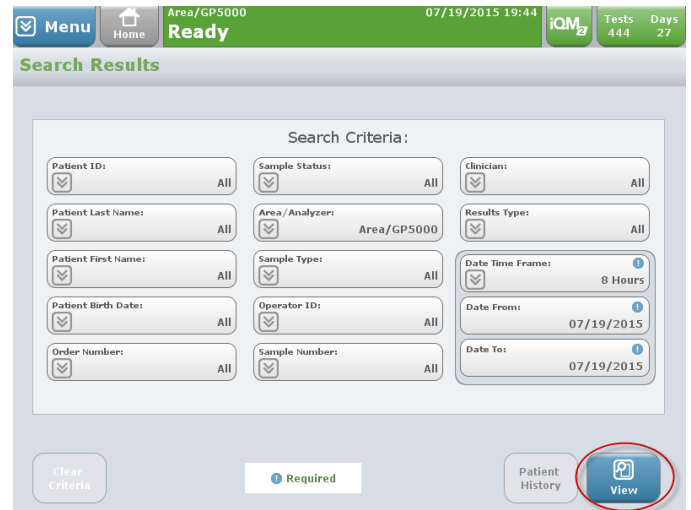 Menu
Home
Area/GP5000
07/19/2015 19:44
Ready
iQM2
Tests Days
444 27
Search Results
Search Criteria:
Patient ID:
All
Sample Status:
All
Clinician:
All
Patient Last Name:
All
Area/Analyzer:
Area/GP5000
Results Type:
All
Patient First Name:
All
Sample Type:
All
Date Time Frame:
8 Hours
Patient Birth Date:
All
Operator ID:
All
Date From:
07/19/2015
Order Number:
All
Sample Number:
All
Date To:
07/19/2015
Clear
Criteria
Required
Patient
History
View